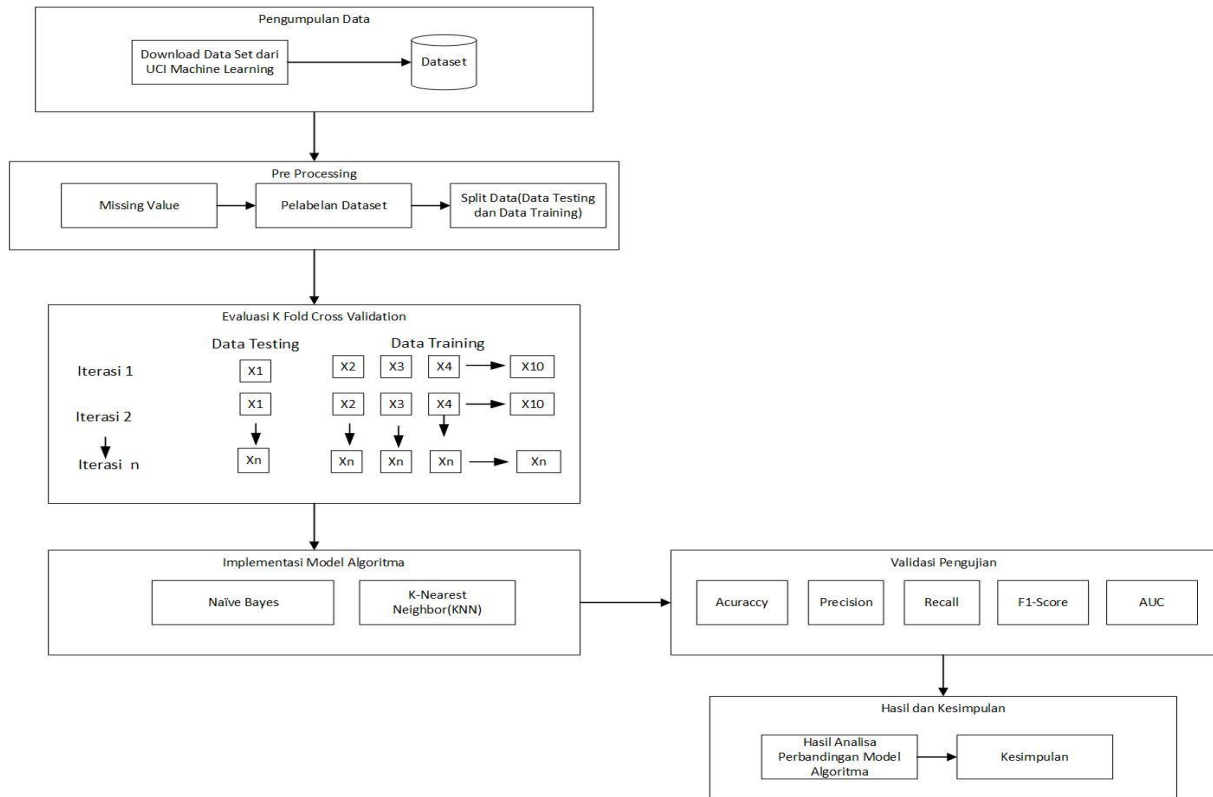 Pengumpulan Data
Download Data Set dari
UCI Machine Learning
Dataset
Pre Processing
Missing Value
Pelabelan Dataset
Split Data(Data Testing
dan Data Training)
Evaluasi K Fold Cross Validation
Data Testing
Data Training
Iterasi 1
X1
X2
X3
X4
X10
Iterasi 2
X1
X2
X3
X4
X10
Iterasi n
Xn
Xn
Xn
Xn
Xn
Implementasi Model Algoritma
Naïve Bayes
K-Nearest
Neighbor(KNN)
Validasi Pengujian
Acuraccy
Precision
Recall
F1-Score
AUC
Hasil dan Kesimpulan
Hasil Analisa
Perbandingan Model
Algoritma
Kesimpulan